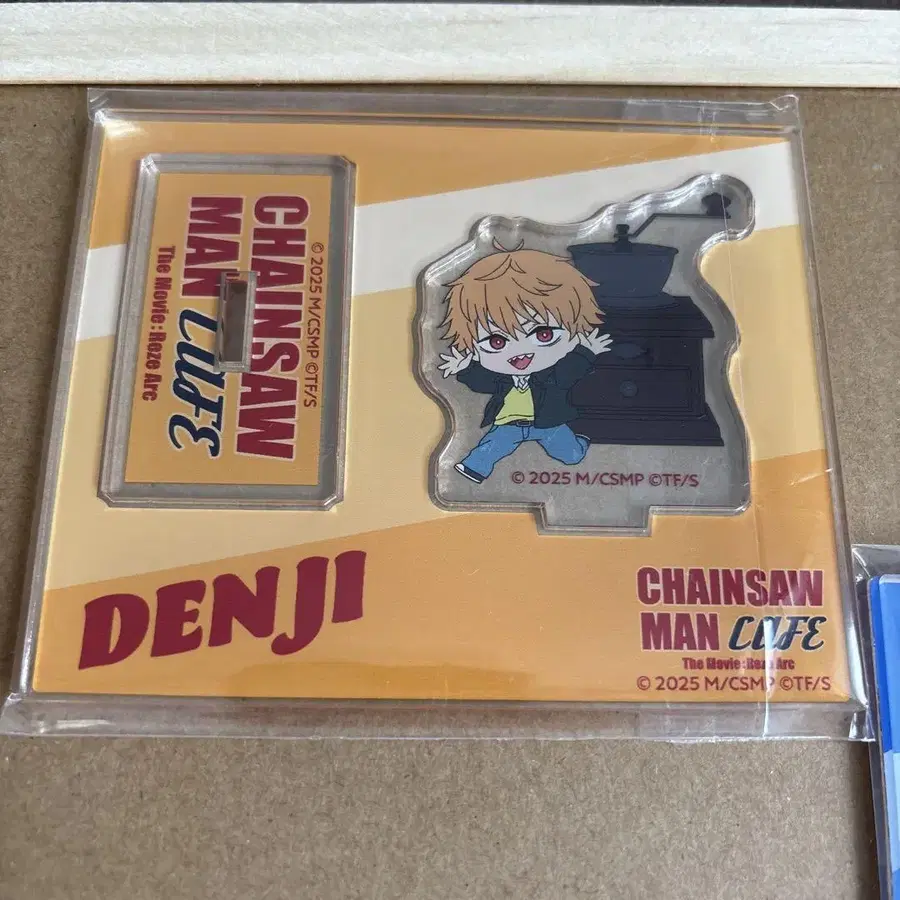 CHAINSAW
MAN CAFE
The Movie:Reze Arc
© 2025 M/CSMP ©TF/S
© 2025 M/CSMP ©TF/S
DENJI
CHAINSAW
MAN CAFE
The Movie:Reze Arc
© 2025 M/CSMP ©TF/S